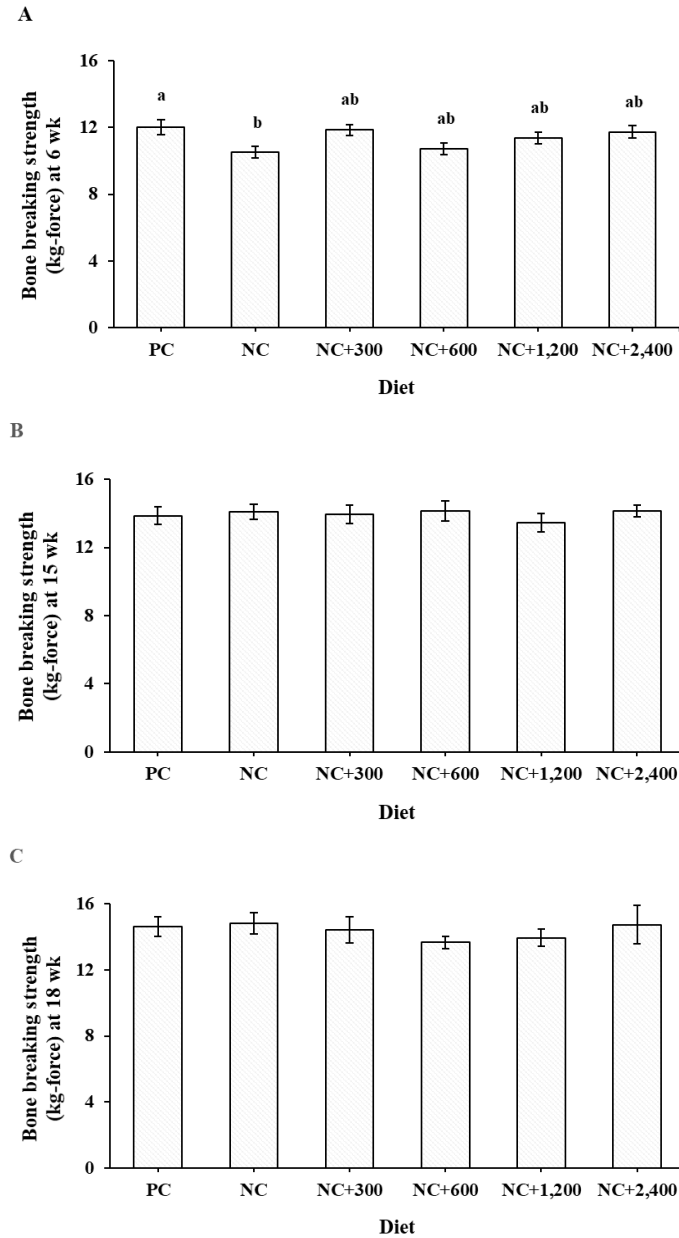 A
Bone breaking strength
(kg-force) at 6 wk
16
12
8
4
0
a
b
ab
ab
ab
ab
PC
NC
NC+300
NC+600
NC+1,200
NC+2,400
Diet
B
Bone breaking strength
(kg-force) at 15 wk
16
12
8
4
0
PC
NC
NC+300
NC+600
NC+1,200
NC+2,400
Diet
C
Bone breaking strength
(kg-force) at 18 wk
16
12
8
4
0
PC
NC
NC+300
NC+600
NC+1,200
NC+2,400
Diet